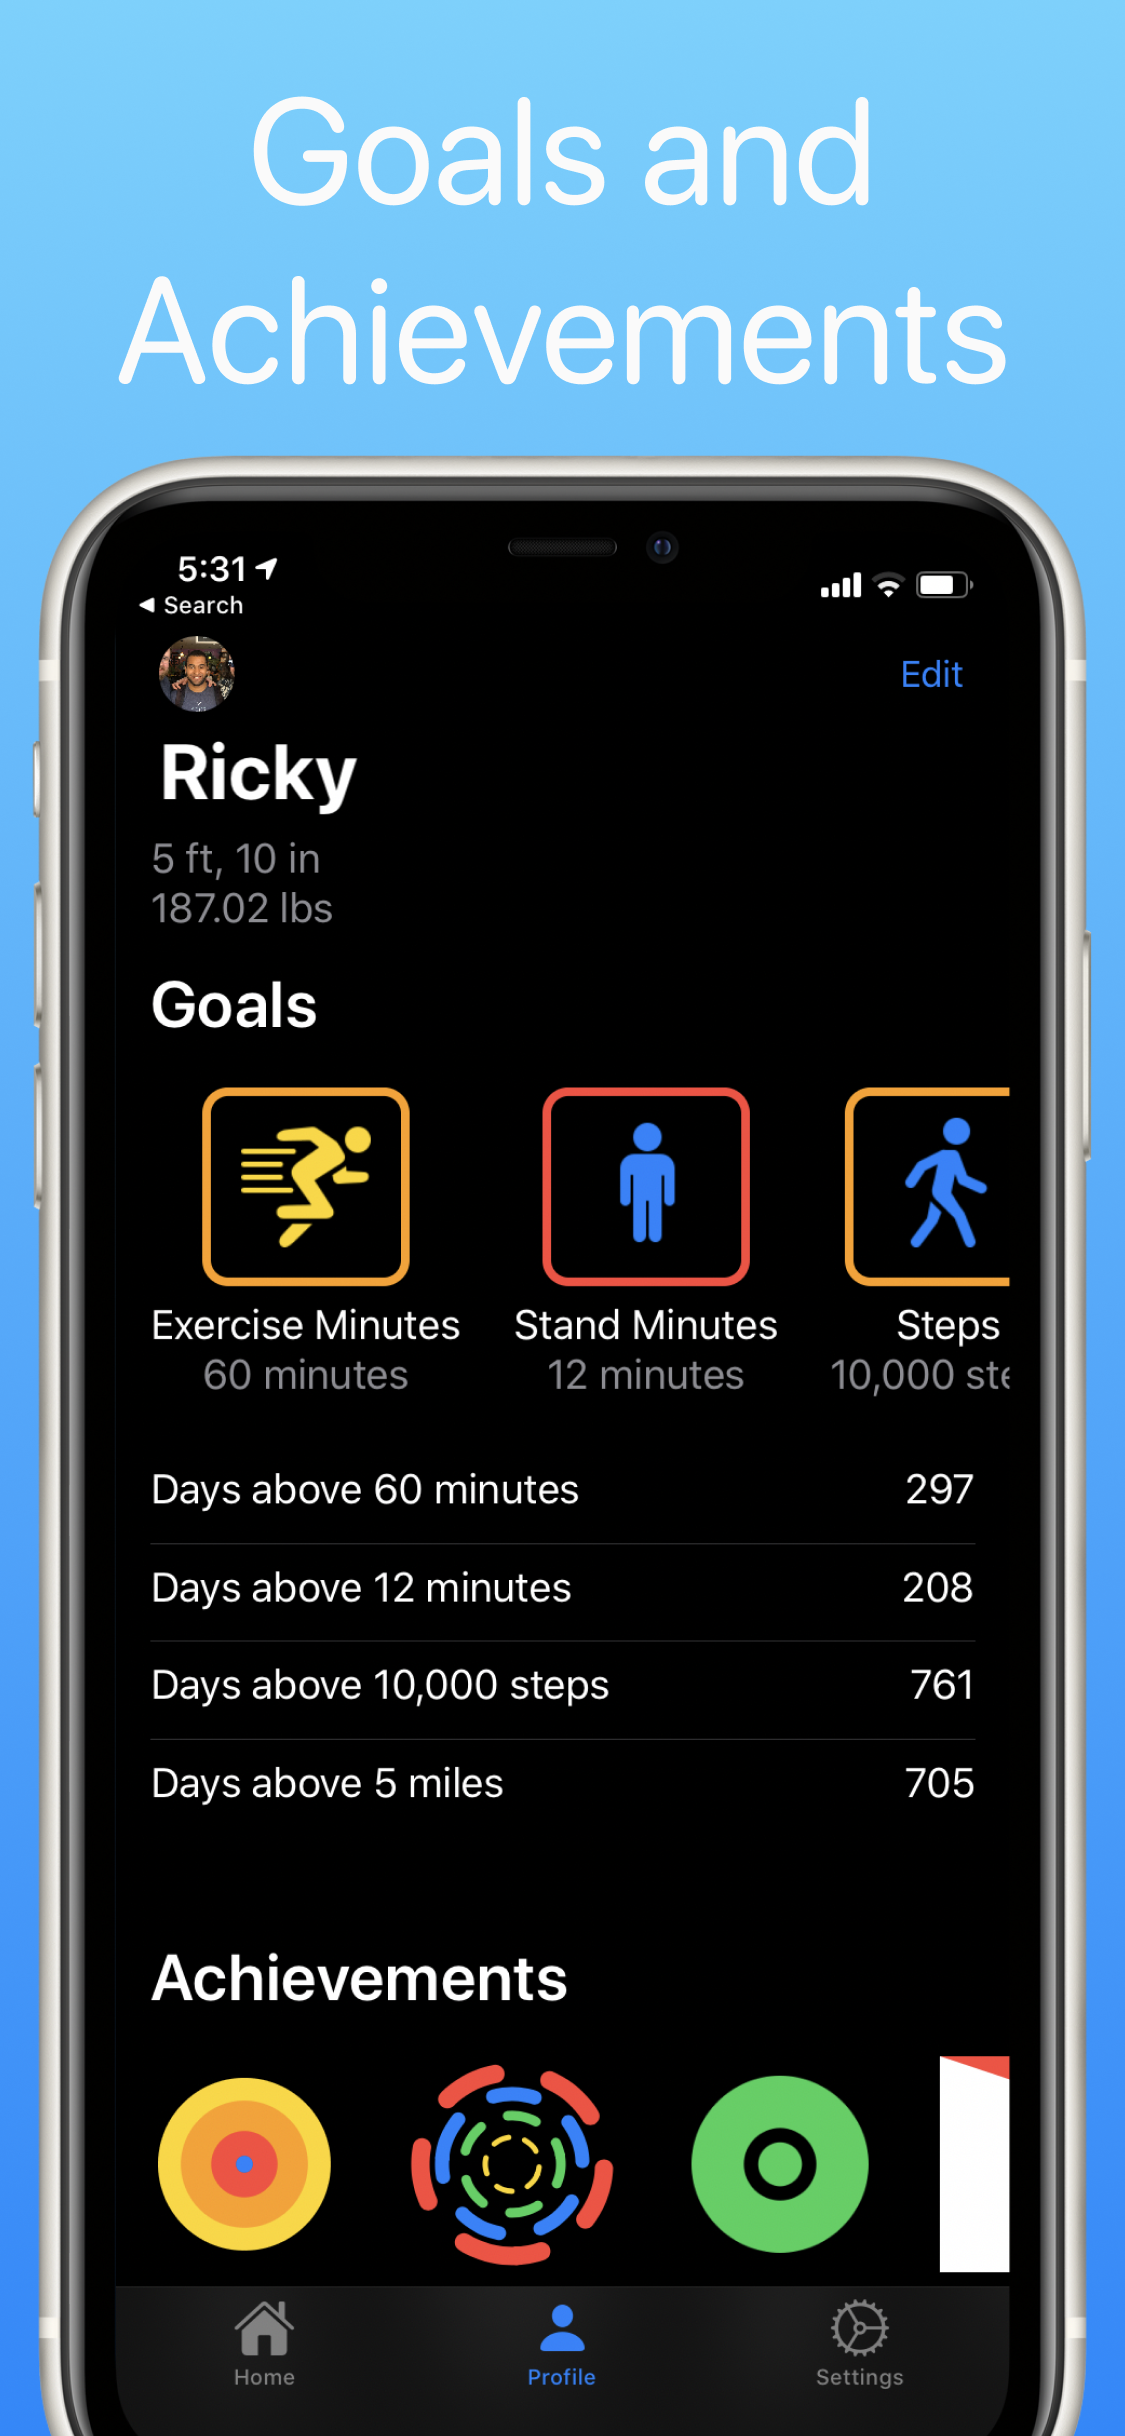 Goals and
Achievements
5:31
◀ Search
Edit
Ricky
5 ft, 10 in
187.02 lbs
Goals
Exercise Minutes
60 minutes
Stand Minutes
12 minutes
Steps
10,000 ste
Days above 60 minutes 297
Days above 12 minutes 208
Days above 10,000 steps 761
Days above 5 miles 705
Achievements
Home
Profile
Settings